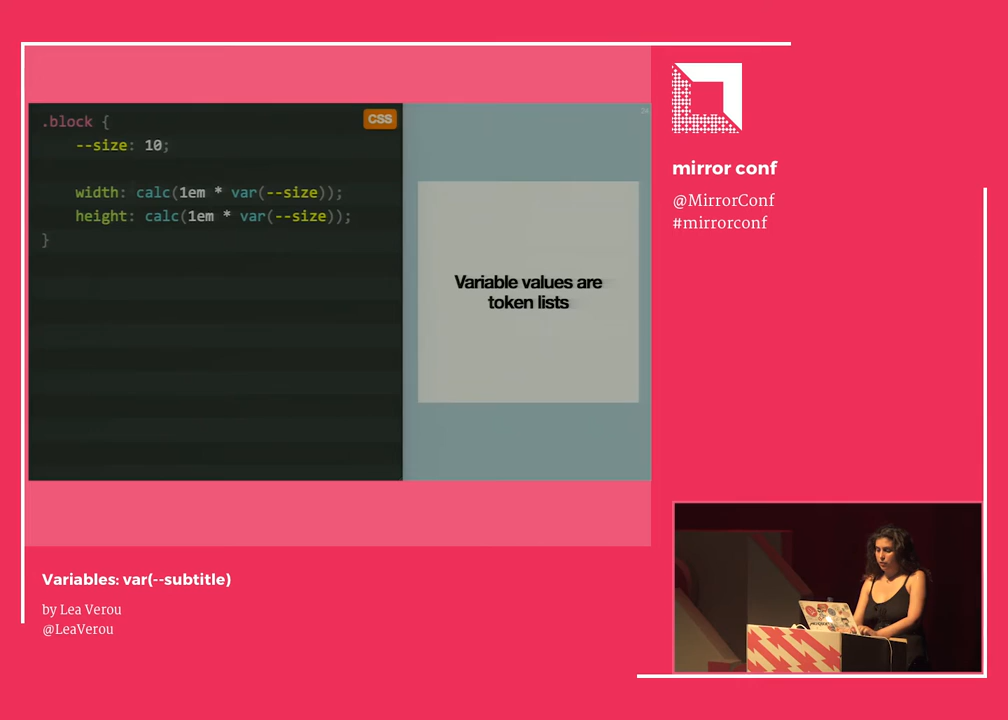 .block {
--size: 10;
width: calc(1em * var(--size));
height: calc(1em * var(--size));
}
CSS
Variable values are
token lists
mirror conf
@MirrorConf
#mirrorconf
Variables: var(--subtitle)
by Lea Verou
@LeaVerou